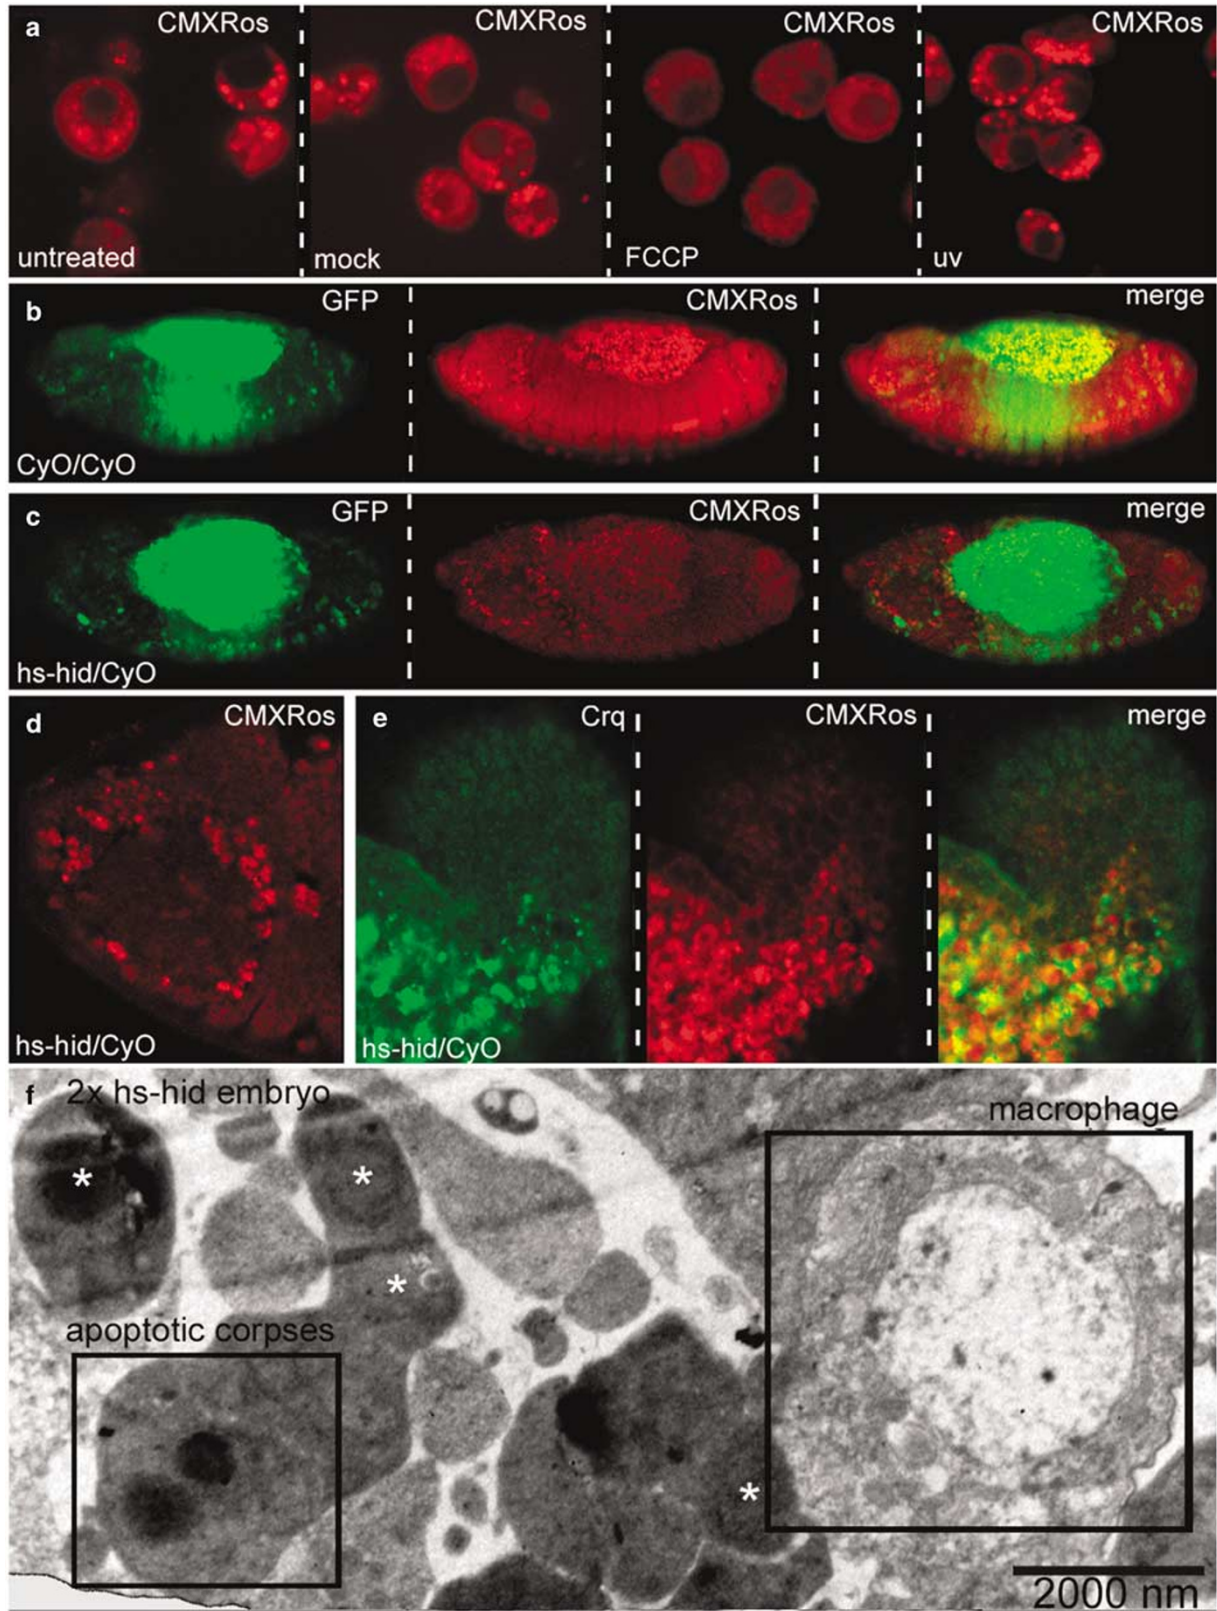 a
CMXRos
CMXRos
CMXRos
CMXRos
untreated
mock
FCCP
uv
b
GFP
CMXRos
merge
CyO/CyO
c
GFP
CMXRos
merge
hs-hid/CyO
d
CMXRos
hs-hid/CyO
e
Crq
CMXRos
merge
hs-hid/CyO
f
2x hs-hid embryo
macrophage
*
*
*
apoptotic corpses
*
2000 nm